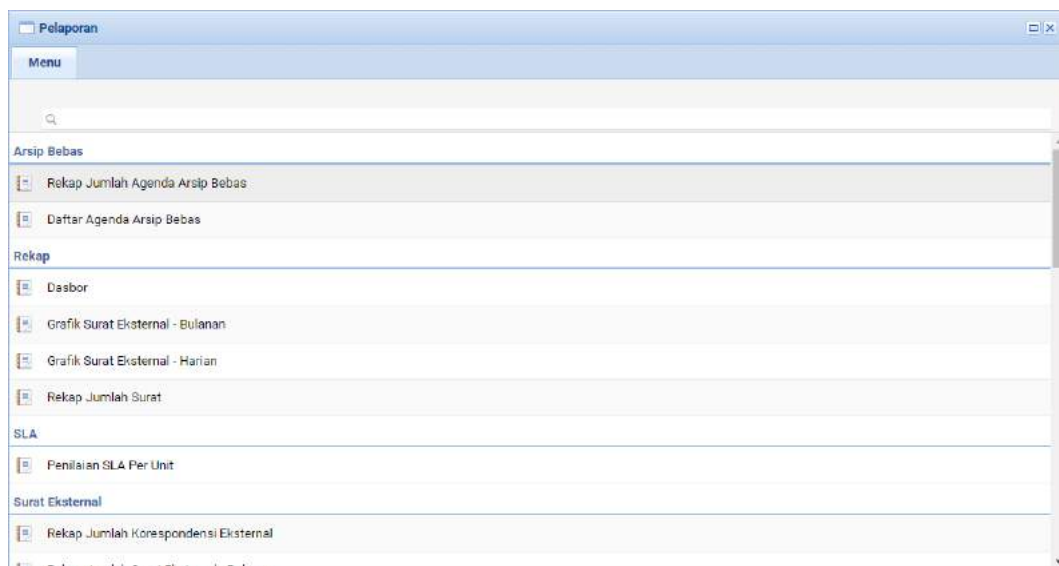 Pelaporan
Menu
Arsip Bebas
Rekap Jumlah Agenda Arsip Bebas
Daftar Agenda Arsip Bebas
Rekap
Dasbor
Grafik Surat Eksternal - Bulanan
Grafik Surat Eksternal - Harian
Rekap Jumlah Surat
SLA
Penilaian SLA Per Unit
Surat Eksternal
Rekap Jumlah Korespondensi Eksternal